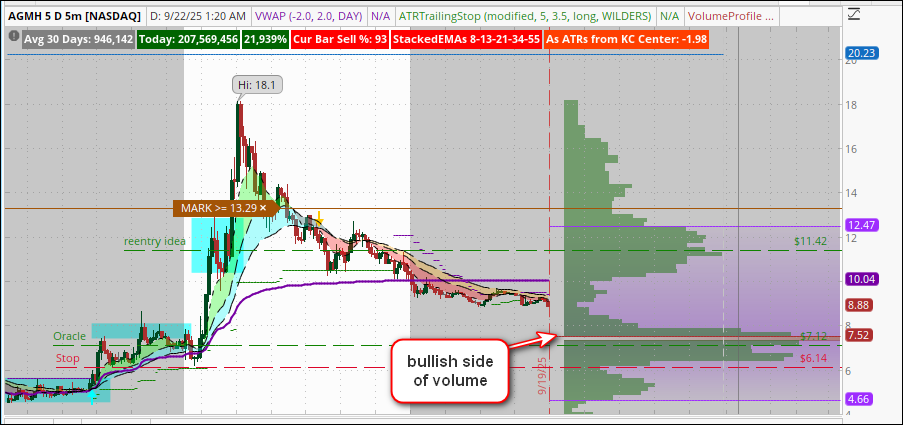 AGMH 5 D 5m [NASDAQ] D: 9/22/25 1:20 AM VWAP (-2.0, 2.0, DAY) N/A ATRTrailingStop (modified, 5, 3.5, long, WILDERS) N/A VolumeProfile ...
Avg 30 Days: 946,142 Today: 207,569,456 21,939% Cur Bar Sell %: 93 StackedEMAs 8-13-21-34-55 As ATRs from KC Center: -1.98
20.23
20
Hi: 18.1
18
16
14
MARK >= 13.29 ×
12.47
reentry idea
$11.42
12
10.04
8.88
8
Oracle
$7.12
7.52
Stop
$6.14
6
bullish side
of volume
9/19/25
4.66
4